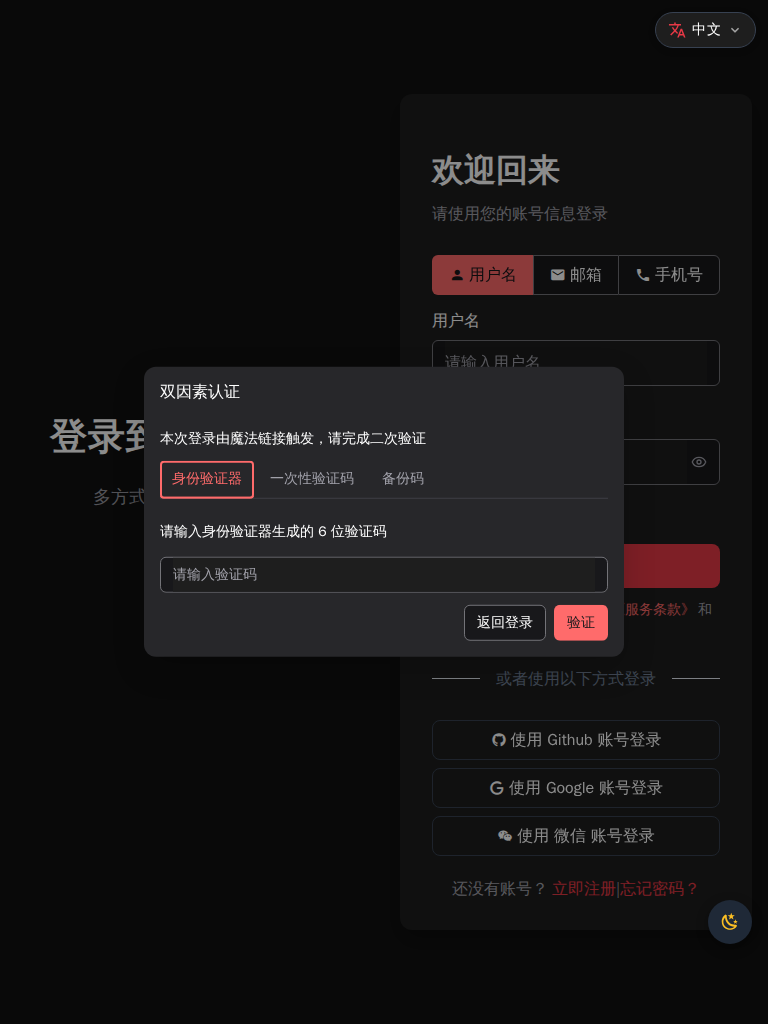 中文
欢迎回来
请使用您的账号信息登录
用户名
邮箱
手机号
用户名
请输入用户名
登录到
多方式
双因素认证
本次登录由魔法链接触发，请完成二次验证
身份验证器
一次性验证码
备份码
请输入身份验证器生成的 6 位验证码
请输入验证码
返回登录
验证
服务条款》 和
或者使用以下方式登录
使用 Github 账号登录
使用 Google 账号登录
使用 微信 账号登录
还没有账号？ 立即注册|忘记密码？